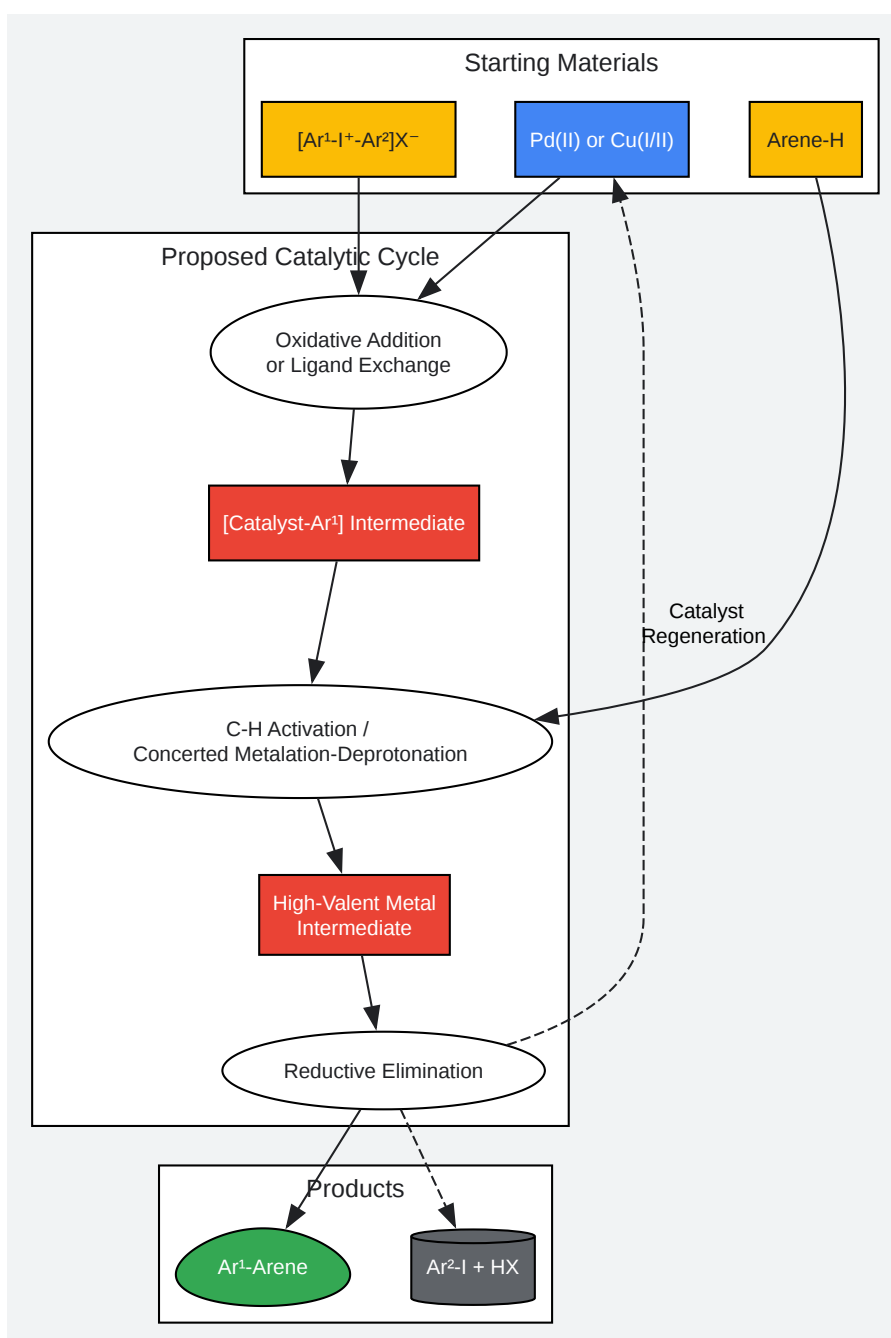 Starting Materials
[Ar¹-I⁺-Ar²]X⁻
Pd(II) or Cu(I/II)
Arene-H
Proposed Catalytic Cycle
Oxidative Addition
or Ligand Exchange
[Catalyst-Ar¹] Intermediate
Catalyst
Regeneration
C-H Activation /
Concerted Metalation-Deprotonation
High-Valent Metal
Intermediate
Reductive Elimination
Products
Ar¹-Arene
Ar²-I + HX